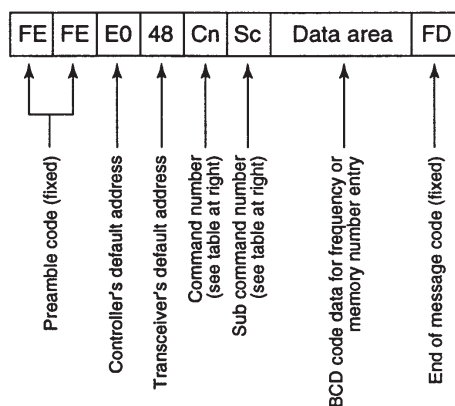 FE FE E0 48 Cn Sc Data area FD
Preamble code (fixed)
Controller's default address
Transceiver's default address
Command number
(see table at right)
Sub command number
(see table at right)
BCD code data for frequency or
memory number entry
End of message code (fixed)